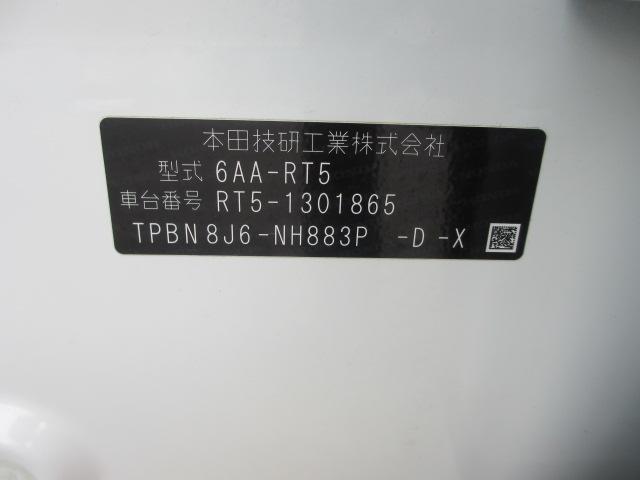 本田技研工業株式会社
型式 6AA-RT5
車台番号 RT5-1301865
TPBN8J6-NH883P -D -X